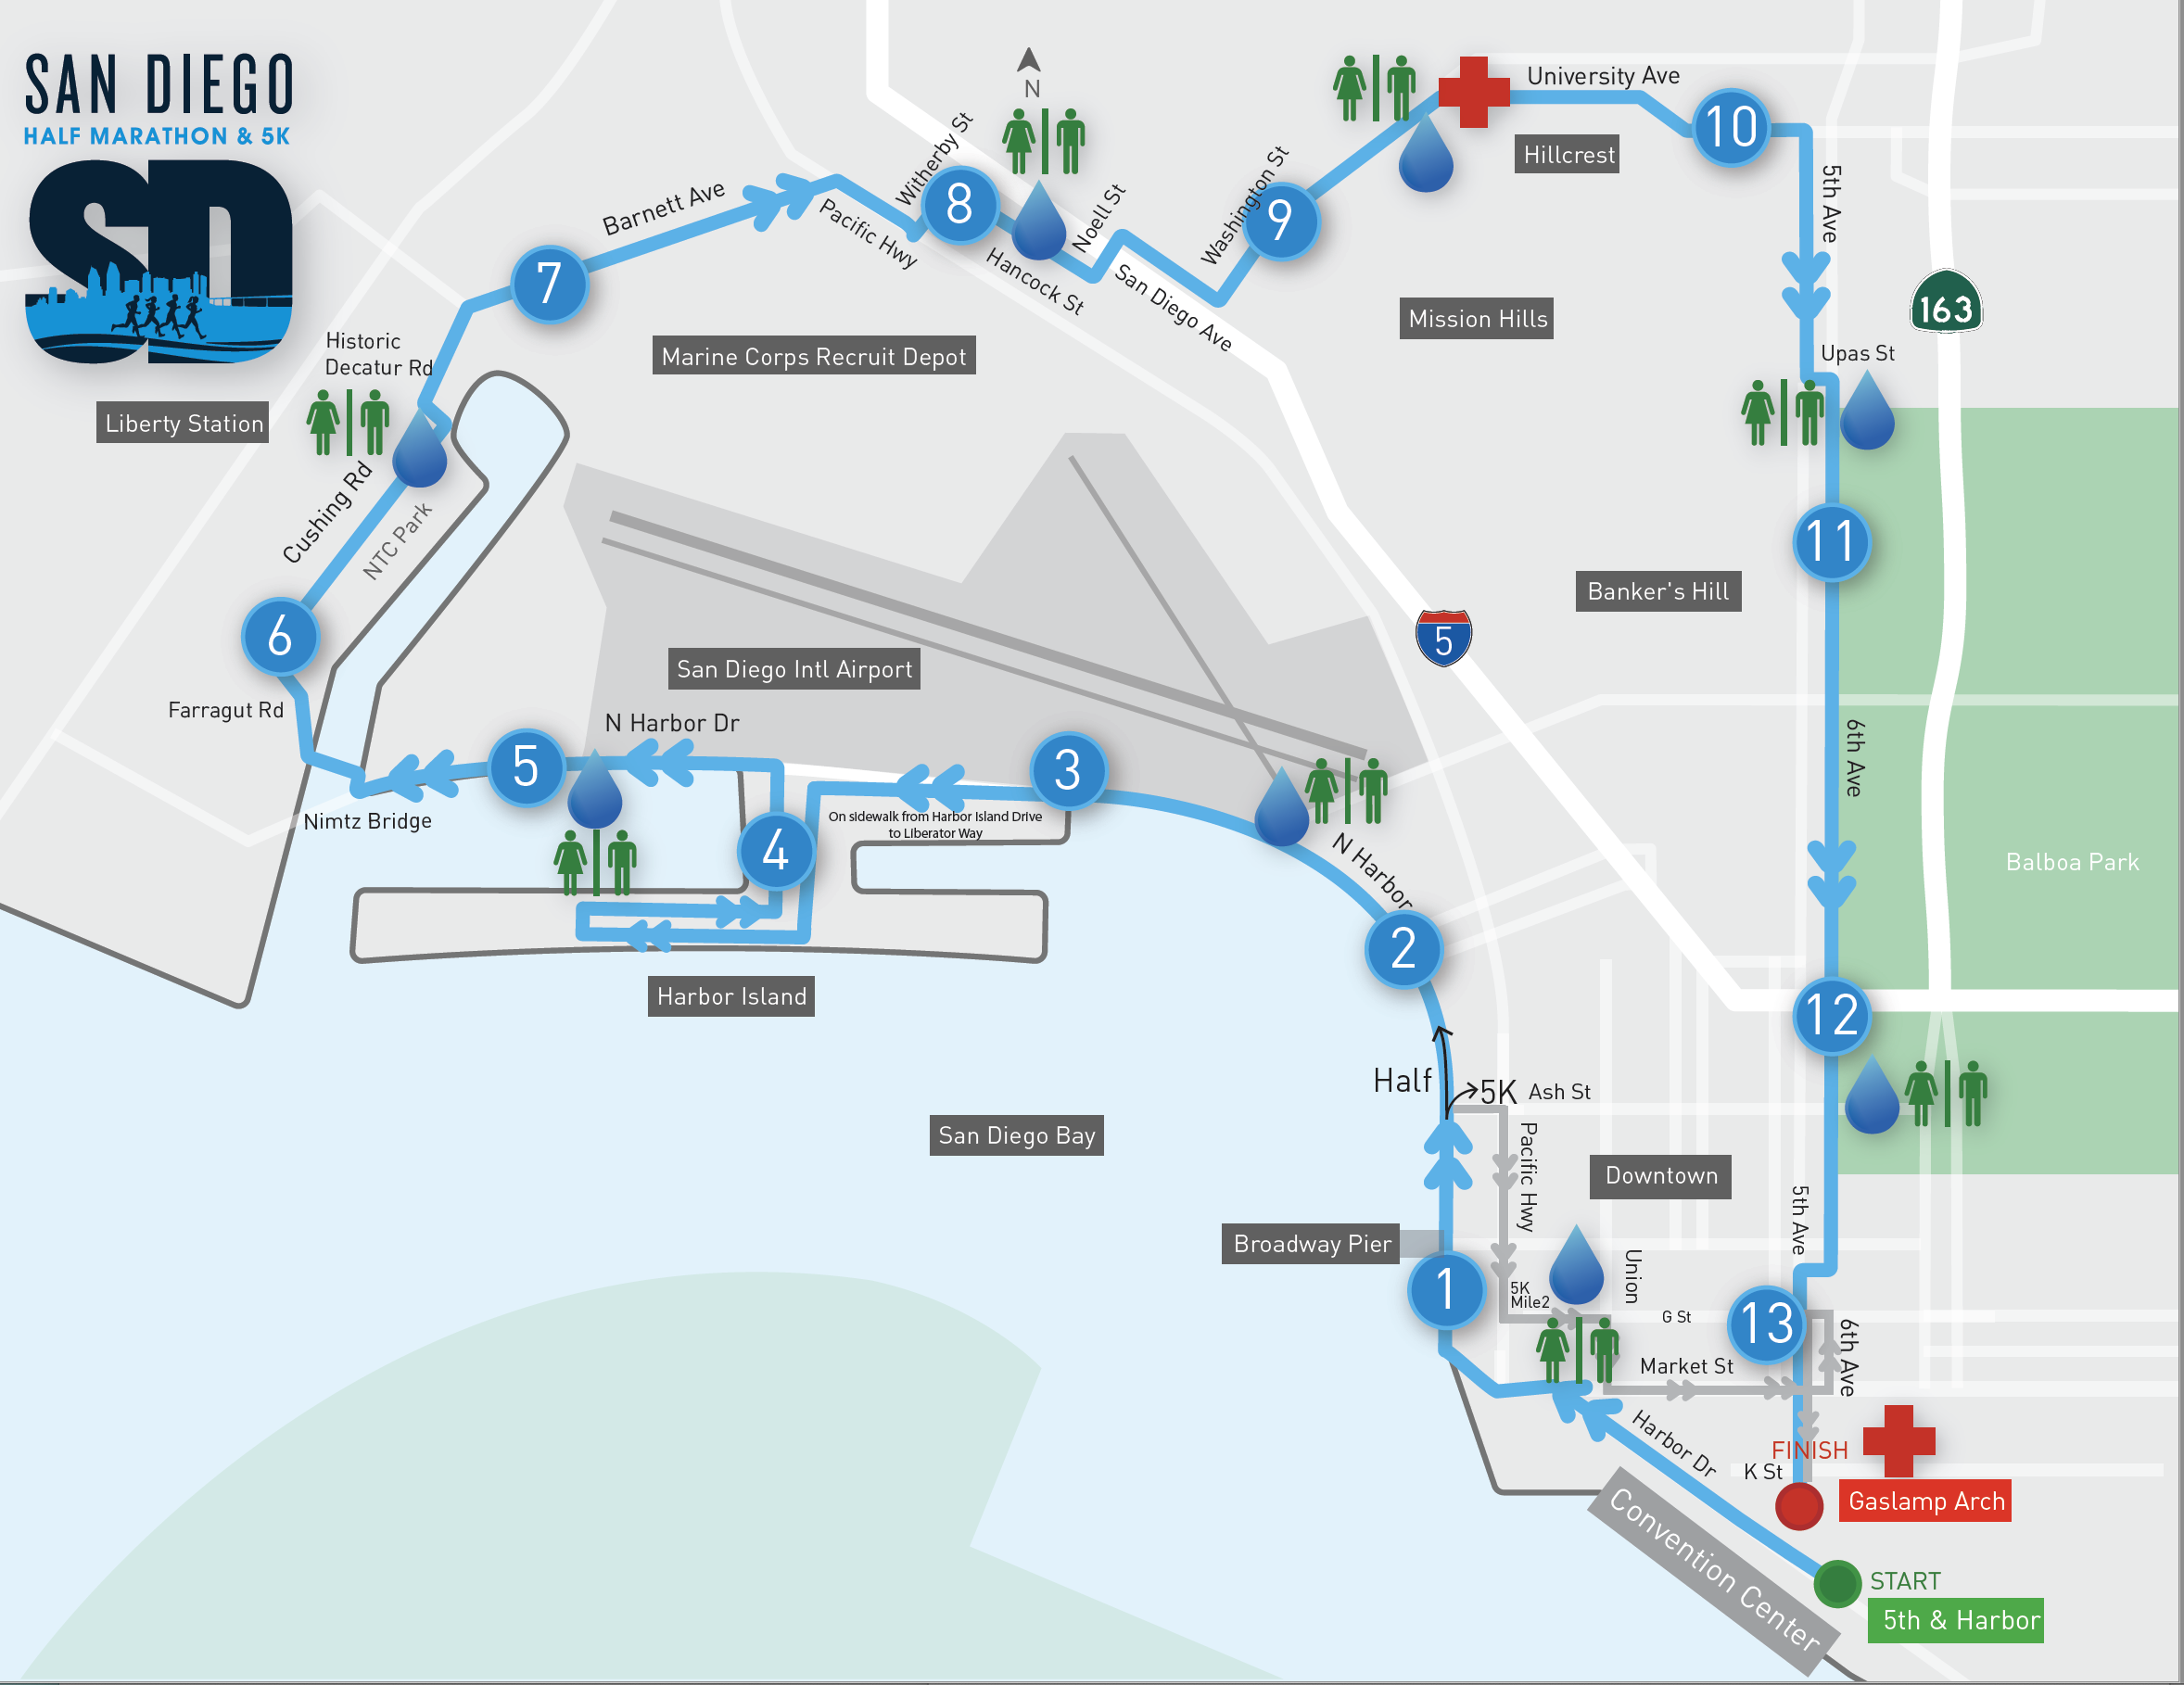 SAN DIEGO
HALF MARATHON & 5K
SD
N
University Ave
10
Hillcrest
Witherby St
8
Noell St
Washington St
9
5th Ave
Barnett Ave
Pacific Hwy
Hancock St
San Diego Ave
7
Mission Hills
163
Historic
Decatur Rd
Marine Corps Recruit Depot
Upas St
Liberty Station
Cushing Rd
NTC Park
11
Banker's Hill
6
5
San Diego Intl Airport
Farragut Rd
N Harbor Dr
5
3
6th Ave
Nimtz Bridge
On sidewalk from Harbor Island Drive
to Liberator Way
4
N Harbor
Balboa Park
2
Harbor Island
12
Half
5K
Ash St
San Diego Bay
Pacific Hwy
Downtown
5th Ave
Broadway Pier
1
5K
Mile2
Union
G St
13
6th Ave
Market St
Harbor Dr
FINISH
K St
Gaslamp Arch
Convention Center
START
5th & Harbor